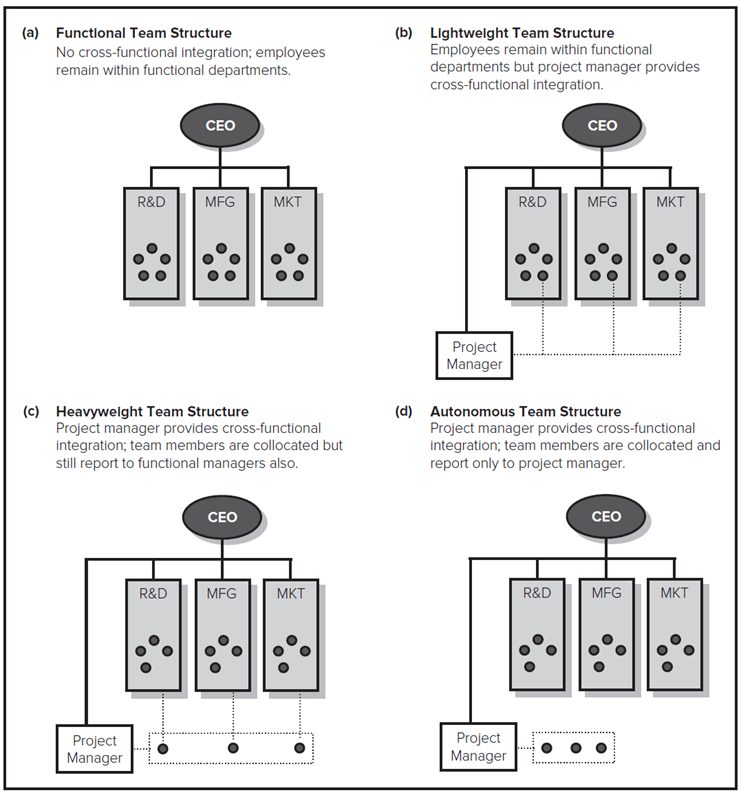 (a) Functional Team Structure
No cross-functional integration; employees
remain within functional departments.
CEO
R&D MFG MKT
(b) Lightweight Team Structure
Employees remain within functional
departments but project manager provides
cross-functional integration.
CEO
R&D MFG MKT
Project
Manager
(c) Heavyweight Team Structure
Project manager provides cross-functional
integration; team members are collocated but
still report to functional managers also.
CEO
R&D MFG MKT
Project
Manager
(d) Autonomous Team Structure
Project manager provides cross-functional
integration; team members are collocated and
report only to project manager.
CEO
R&D MFG MKT
Project
Manager